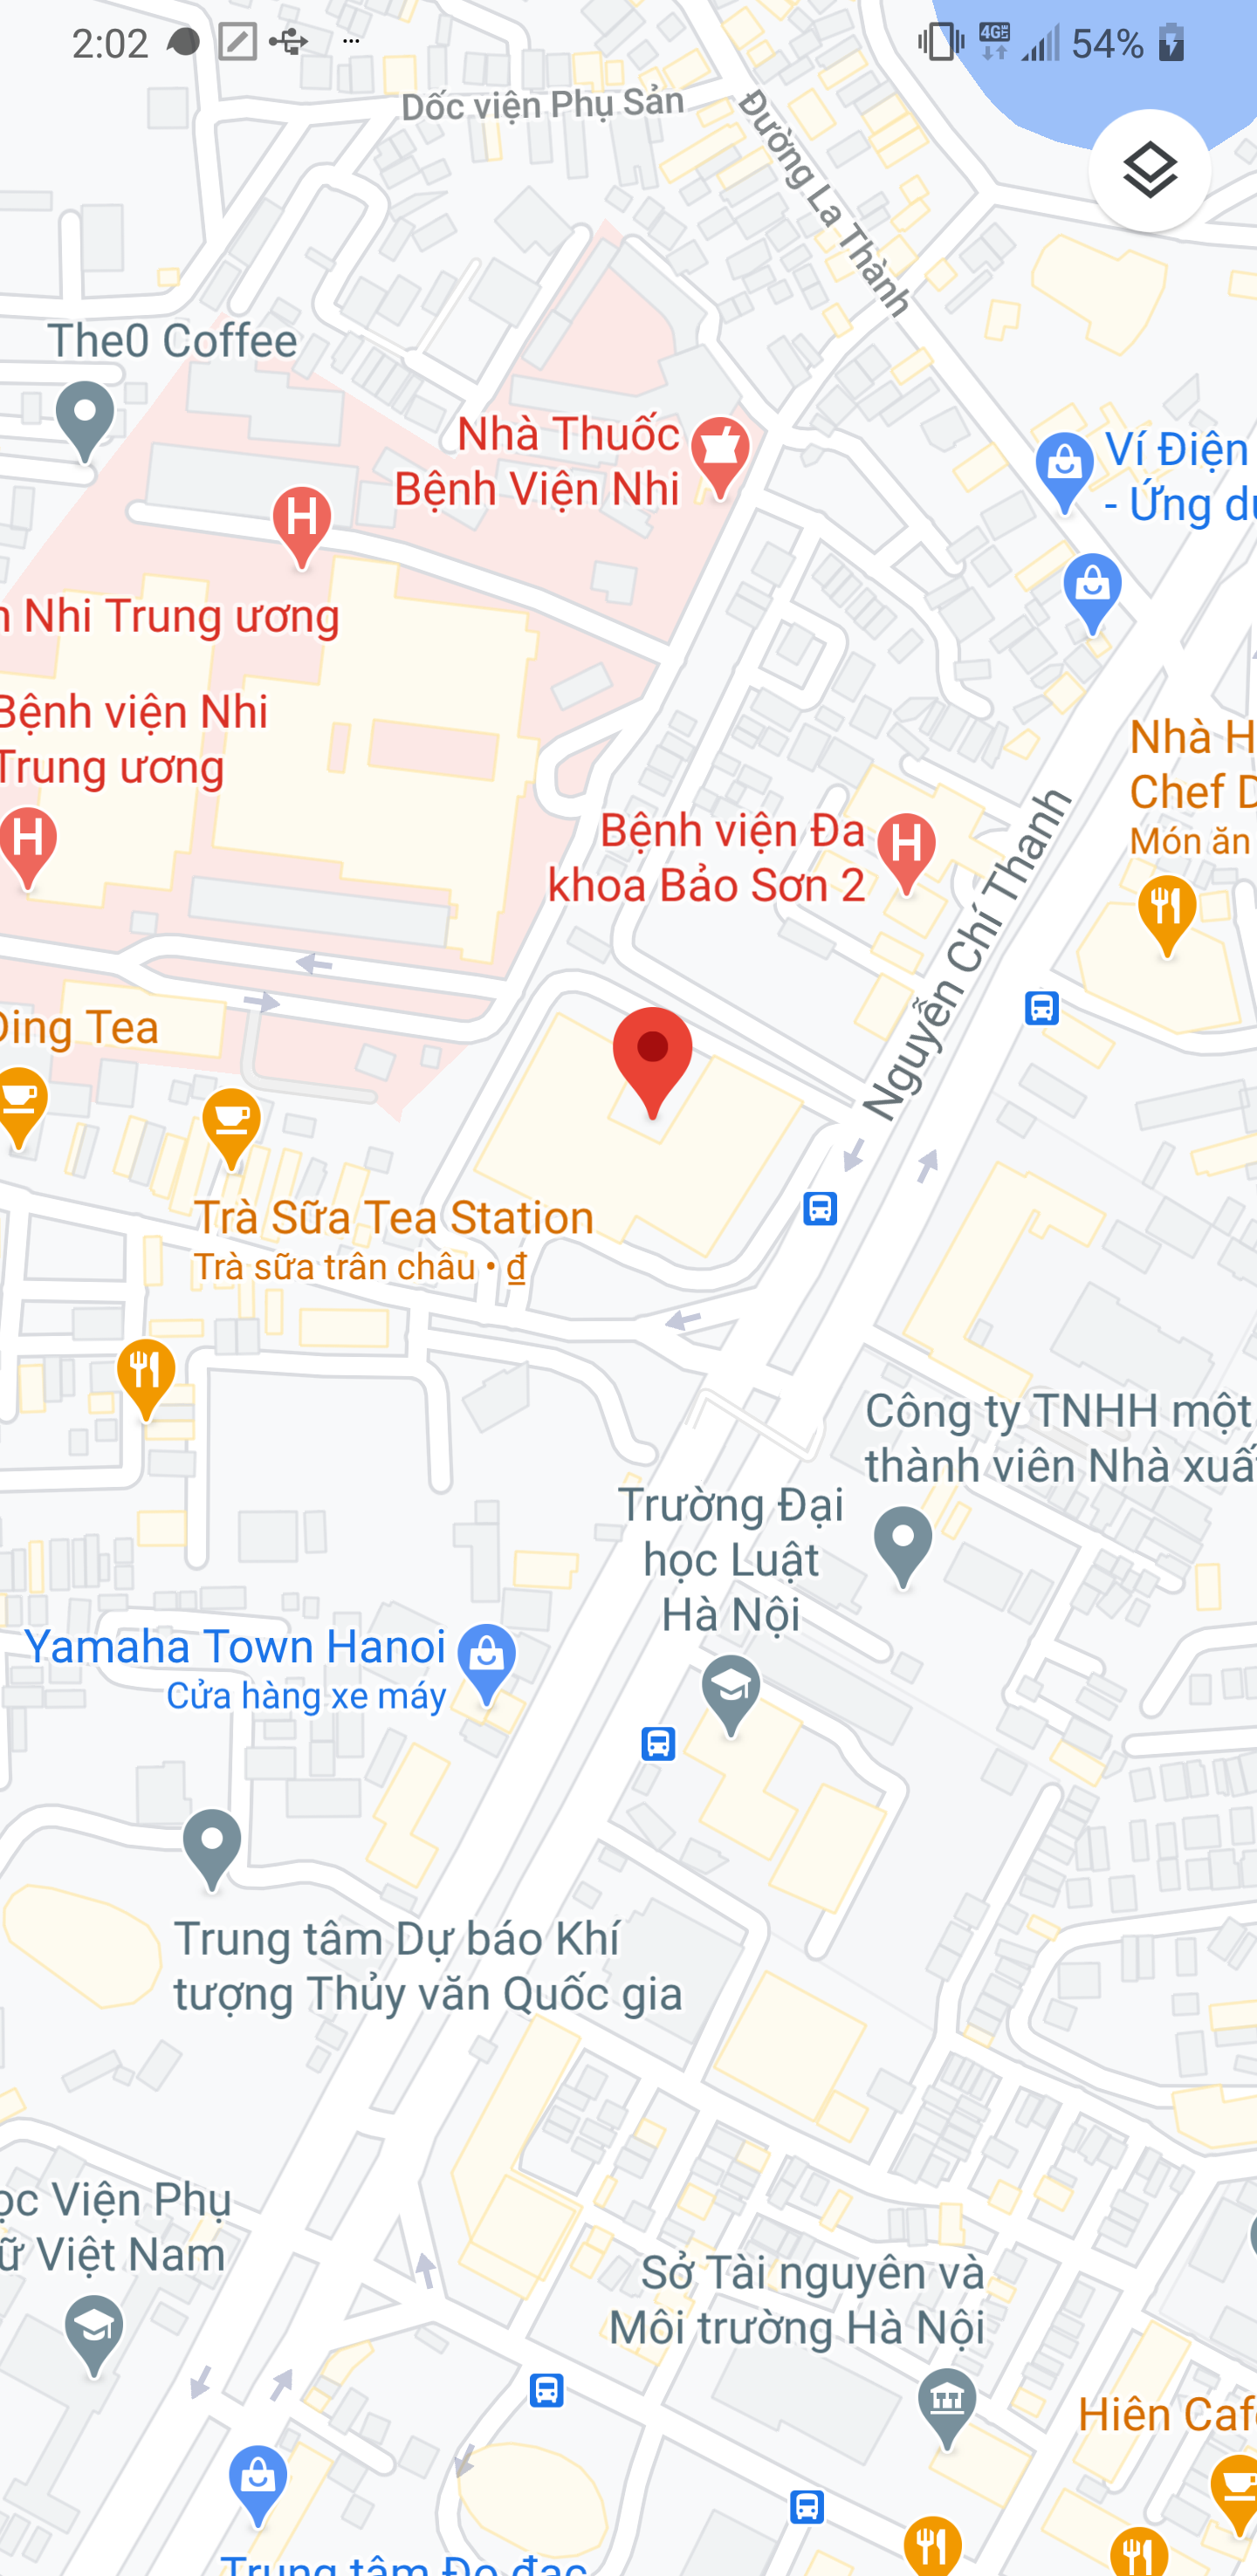 2:02
4GE
54%
Dốc viện Phụ Sản
Đường La Thành
The0 Coffee
Nhà Thuốc
Bệnh Viện Nhi
Ví Điện
- Ứng
H
Nhi Trung ương
Bệnh viện Nhi
Trung ương
H
Nhà H
Chef D
Món ăn
Bệnh viện Đa
khoa Bảo Sơn 2
H
Nguyễn Chí Thanh
Ding Tea
Trà Sữa Tea Station
Trà sữa trân châu • ₫
Công ty TNHH một
thành viên Nhà xuấ
Trường Đại
học Luật
Hà Nội
Yamaha Town Hanoi
Cửa hàng xe máy
Trung tâm Dự báo Khí
tượng Thủy văn Quốc gia
ọc Viện Phụ
ữ Việt Nam
Sở Tài nguyên và
Môi trường Hà Nội
Hiên Caf
Trung tâm Đo đạc